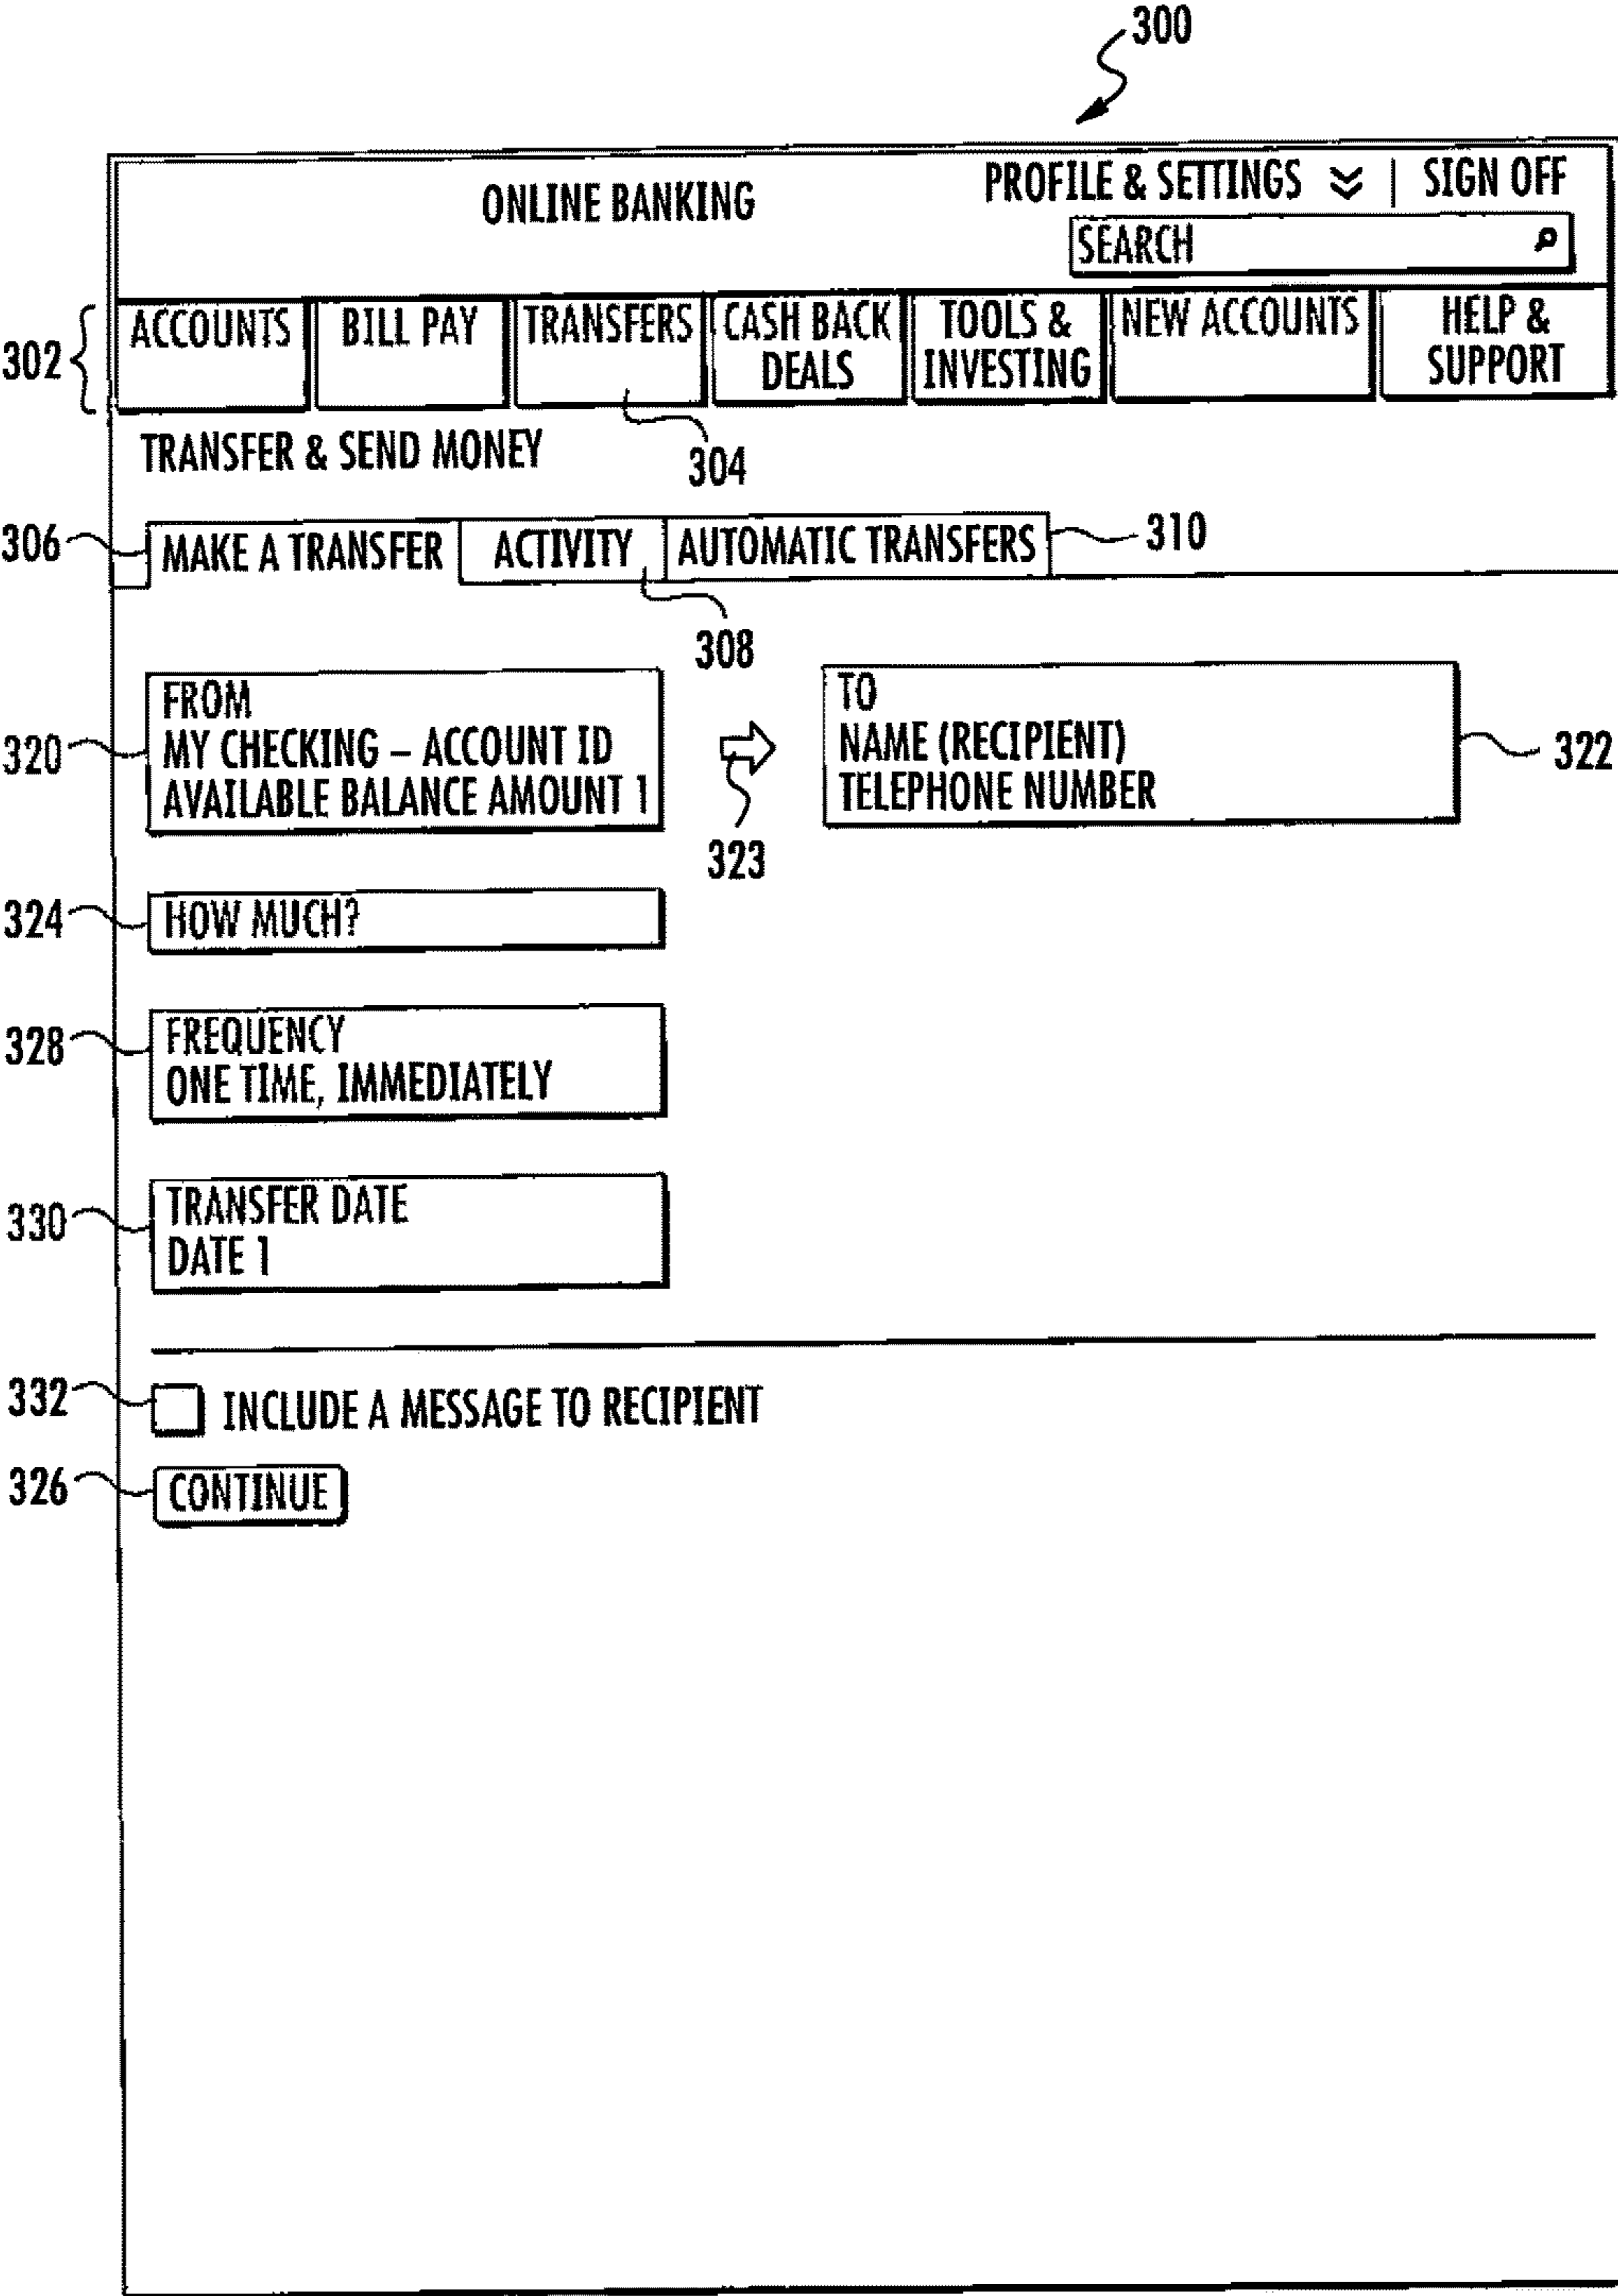 300
ONLINE BANKING
PROFILE & SETTINGS | SIGN OFF
SEARCH
302
ACCOUNTS
BILL PAY
TRANSFERS
CASH BACK
DEALS
TOOLS &
INVESTING
NEW ACCOUNTS
HELP &
SUPPORT
304
TRANSFER & SEND MONEY
306
MAKE A TRANSFER
ACTIVITY
AUTOMATIC TRANSFERS
310
308
320
FROM
MY CHECKING – ACCOUNT ID
AVAILABLE BALANCE AMOUNT 1
323
TO
NAME (RECIPIENT)
TELEPHONE NUMBER
322
324
HOW MUCH?
328
FREQUENCY
ONE TIME, IMMEDIATELY
330
TRANSFER DATE
DATE 1
332
INCLUDE A MESSAGE TO RECIPIENT
326
CONTINUE